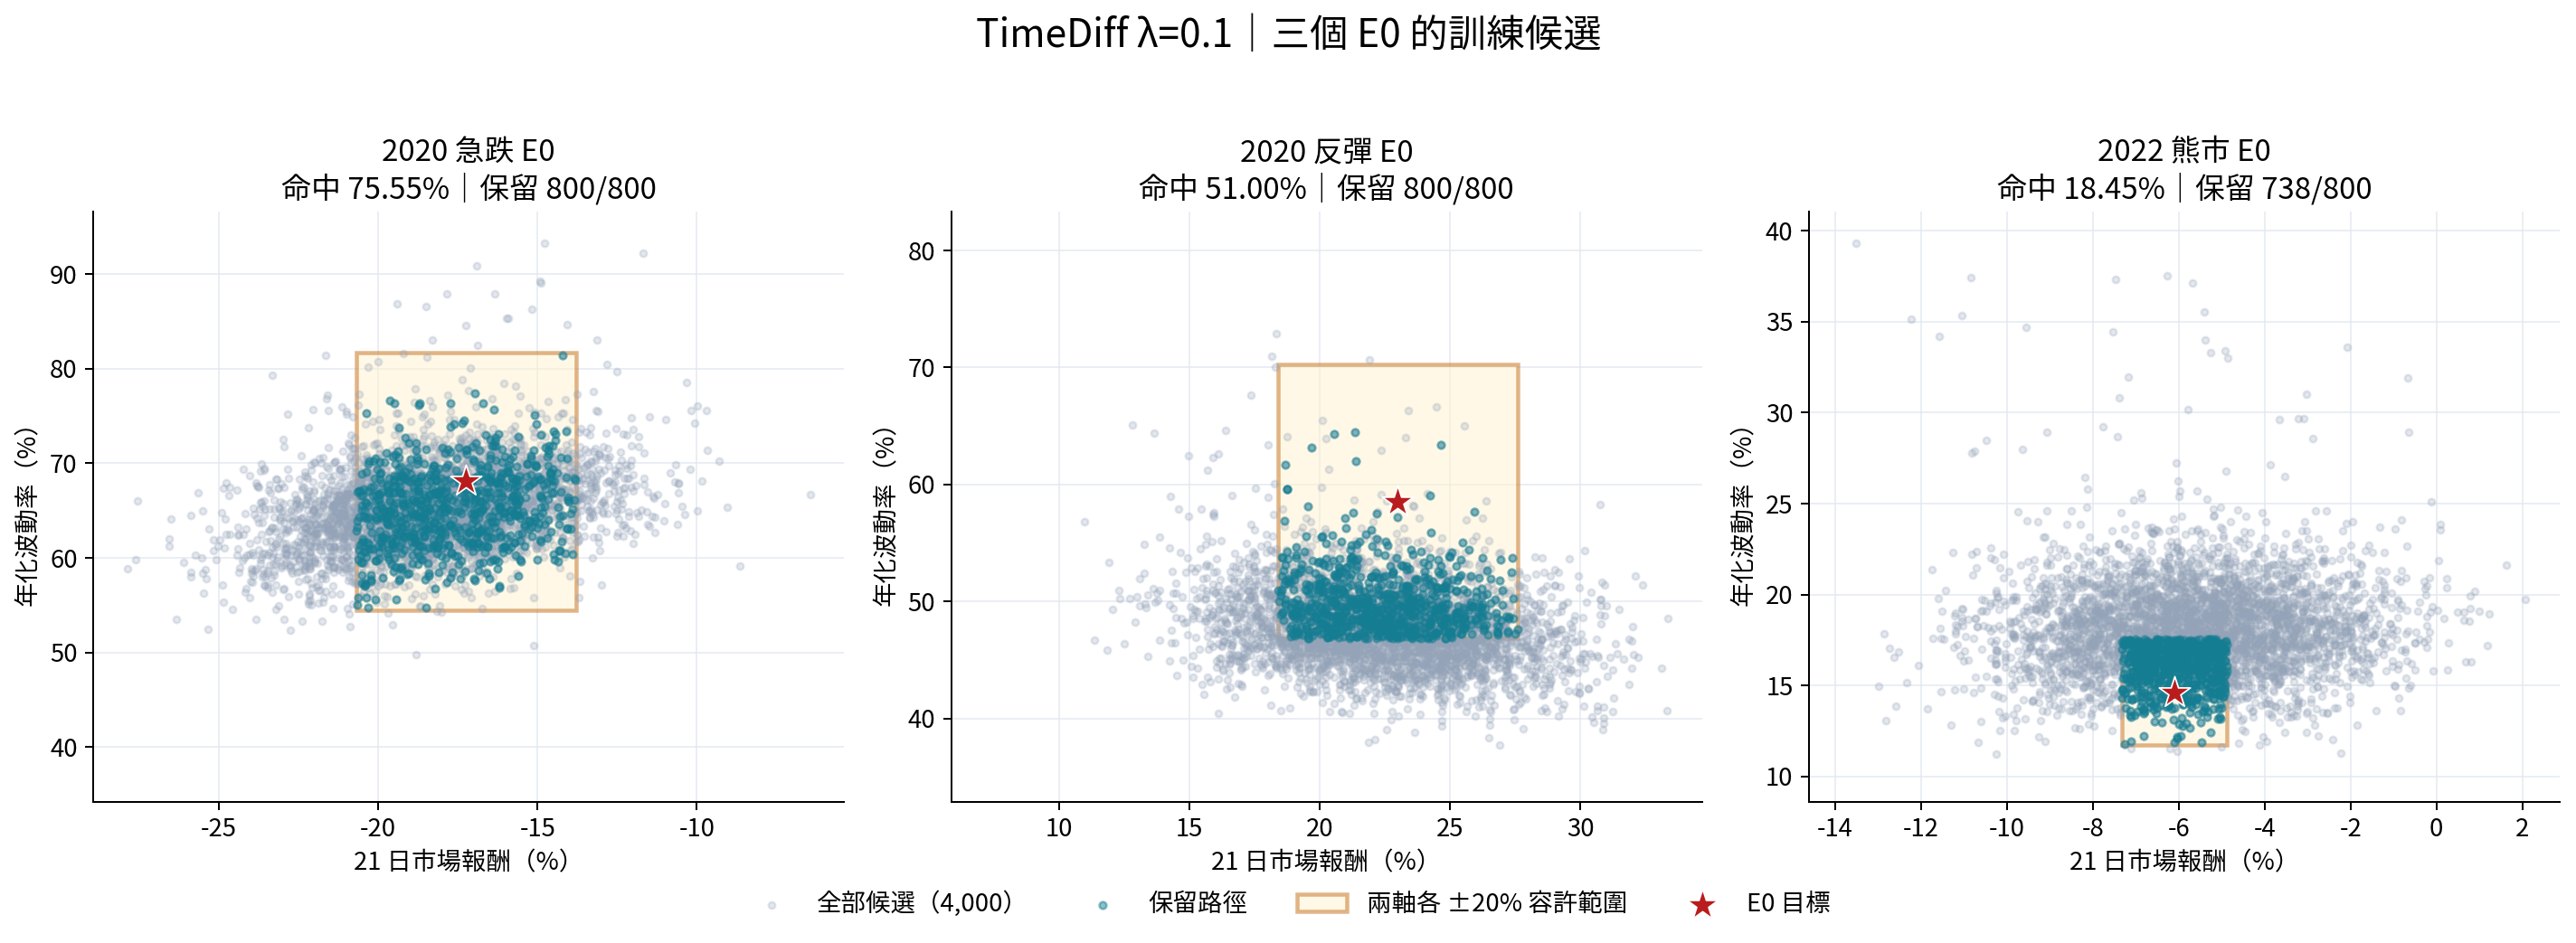 TimeDiff λ=0.1｜三個 E0 的訓練候選
2020 急跌 E0
命中 75.55%｜保留 800/800
年化波動率（%）
90
80
70
60
50
40
-25
-20
-15
-10
21 日市場報酬（%）
2020 反彈 E0
命中 51.00%｜保留 800/800
年化波動率（%）
80
70
60
50
40
10
15
20
25
30
21 日市場報酬（%）
2022 熊市 E0
命中 18.45%｜保留 738/800
年化波動率（%）
40
35
30
25
20
15
10
-14
-12
-10
-8
-6
-4
-2
0
2
21 日市場報酬（%）
全部候選（4,000）
保留路徑
兩軸各 ±20% 容許範圍
E0 目標